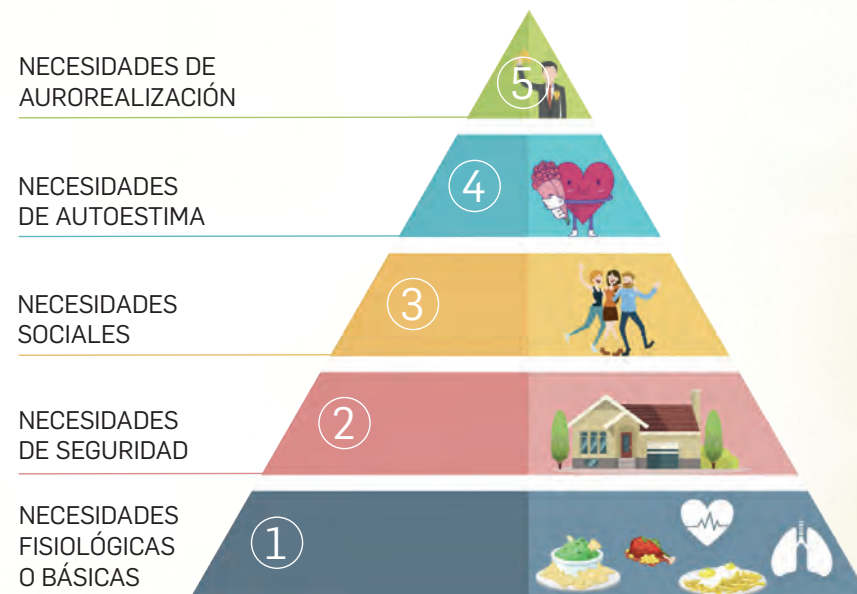 NECESIDADES DE
AUROREALIZACIÓN
5
NECESIDADES
DE AUTOESTIMA
4
NECESIDADES
SOCIALES
3
NECESIDADES
DE SEGURIDAD
2
NECESIDADES
FISIOLÓGICAS
O BÁSICAS
1